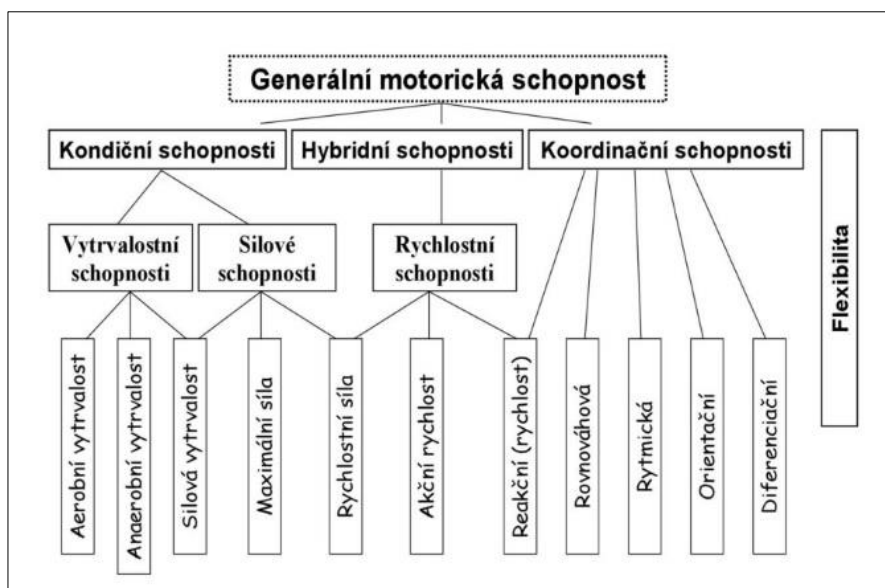 Generální motorická schopnost
Kondiční schopnosti
Hybridní schopnosti
Koordinační schopnosti
Vytrvalostní
schopnosti
Silové
schopnosti
Rychlostní
schopnosti
Aerobní vytrvalost
Anaerobní vytrvalost
Silová vytrvalost
Maximální síla
Rychlostní síla
Akční rychlost
Reakční (rychlost)
Rovnováhová
Rytmická
Orientační
Diferenciační
Flexibilita